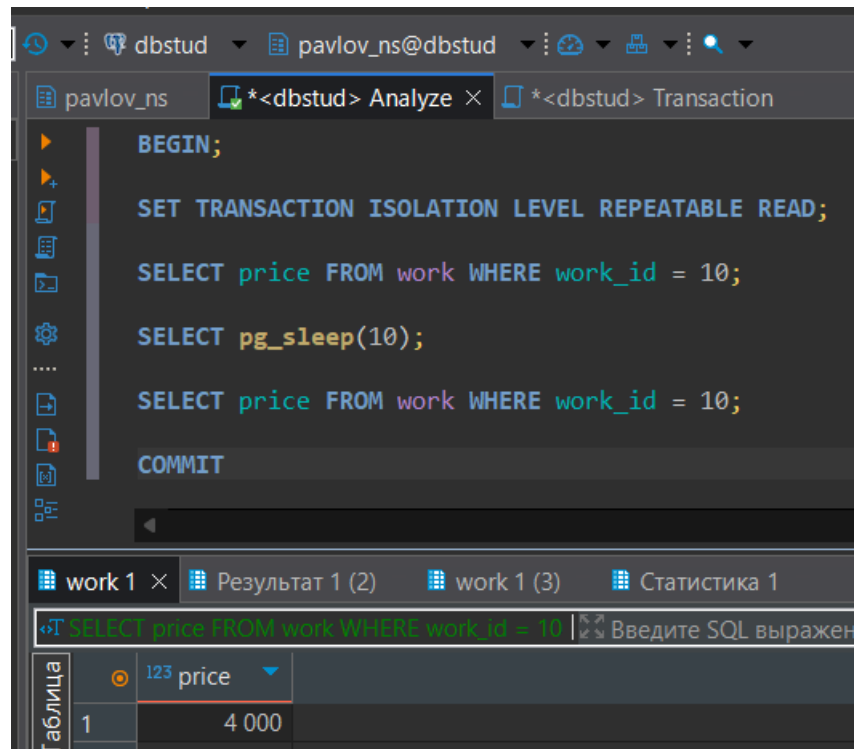 dbstud pavlov_ns@dbstud
pavlov_ns *<dbstud> Analyze *<dbstud> Transaction
BEGIN;
SET TRANSACTION ISOLATION LEVEL REPEATABLE READ;
SELECT price FROM work WHERE work_id = 10;
SELECT pg_sleep(10);
SELECT price FROM work WHERE work_id = 10;
COMMIT
work 1 Результат 1 (2) work 1 (3) Статистика 1
SELECT price FROM work WHERE work_id = 10 Введите SQL выражен
Таблица
123 price
1 4 000